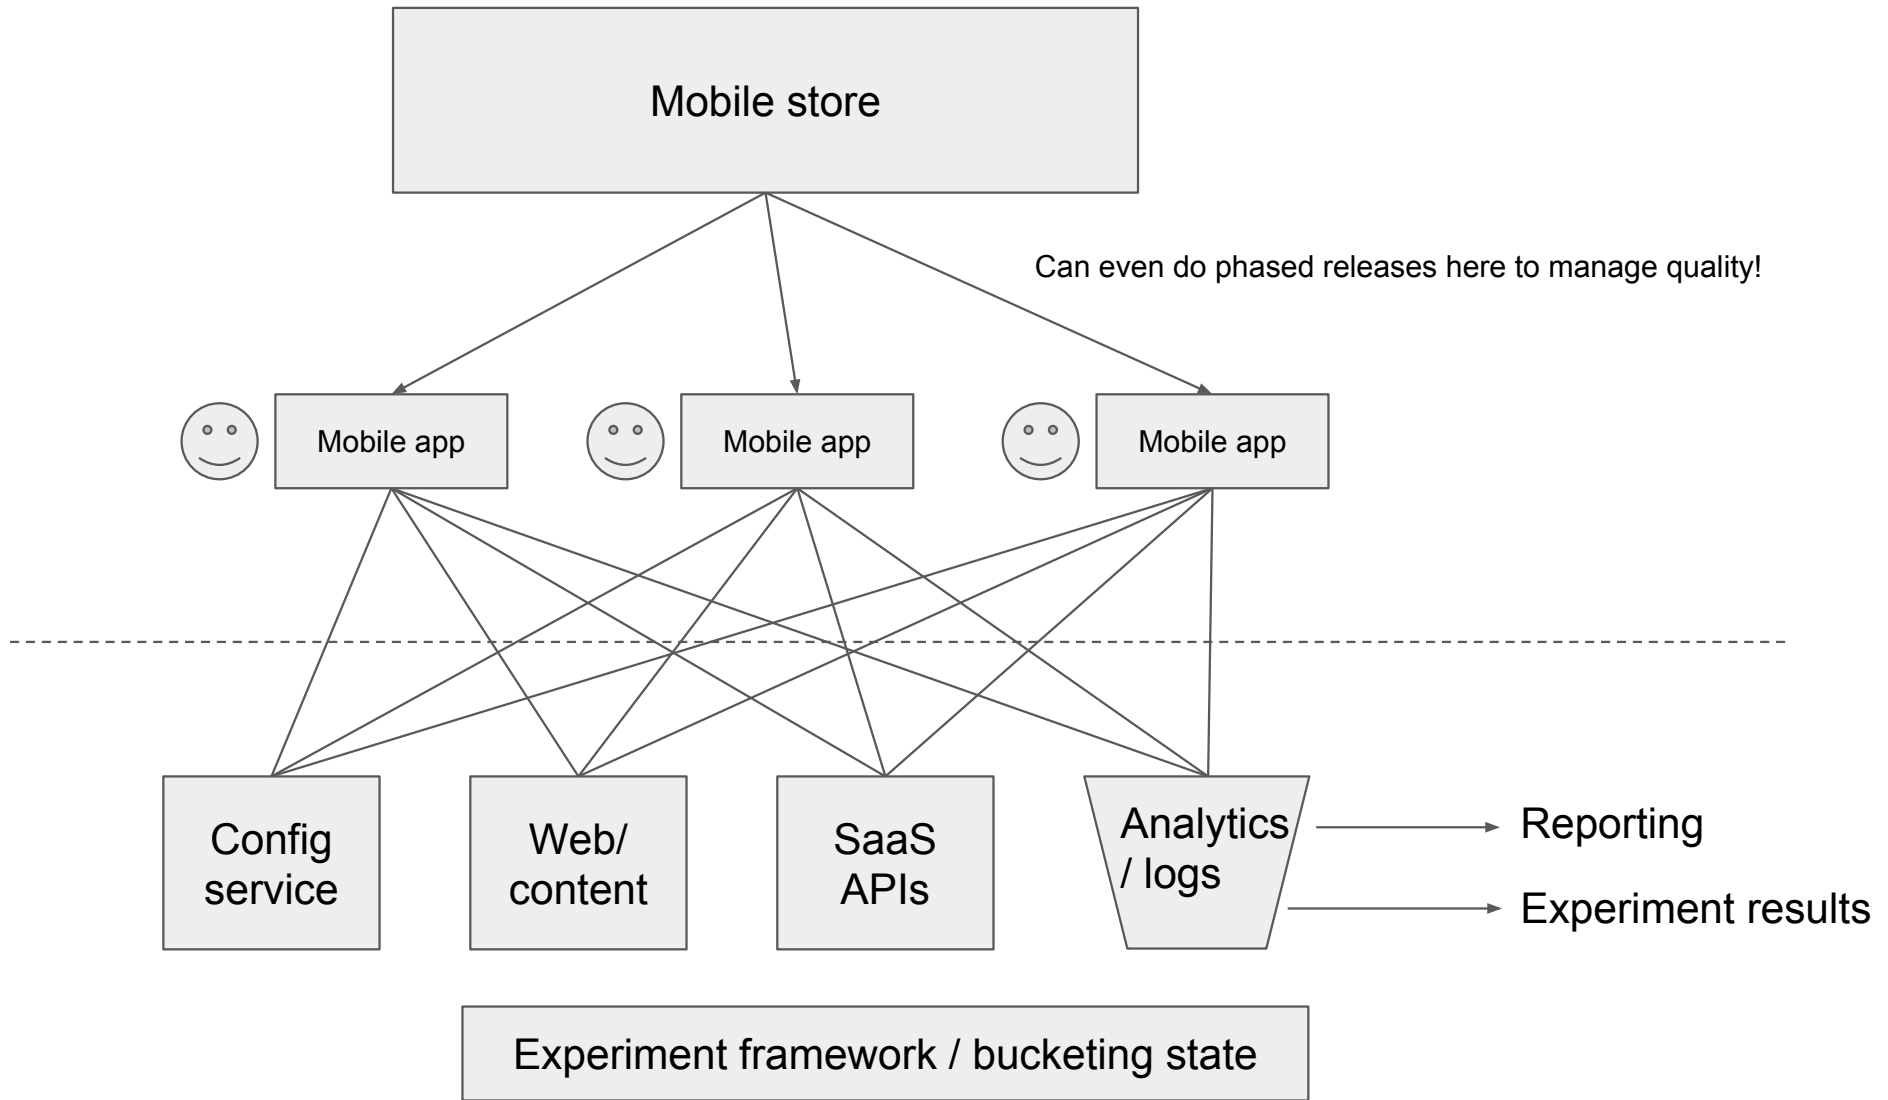 Mobile store
Can even do phased releases here to manage quality!
Mobile app
Mobile app
Mobile app
Config
service
Web/
content
SaaS
APIs
Analytics
/ logs
Reporting
Experiment results
Experiment framework / bucketing state